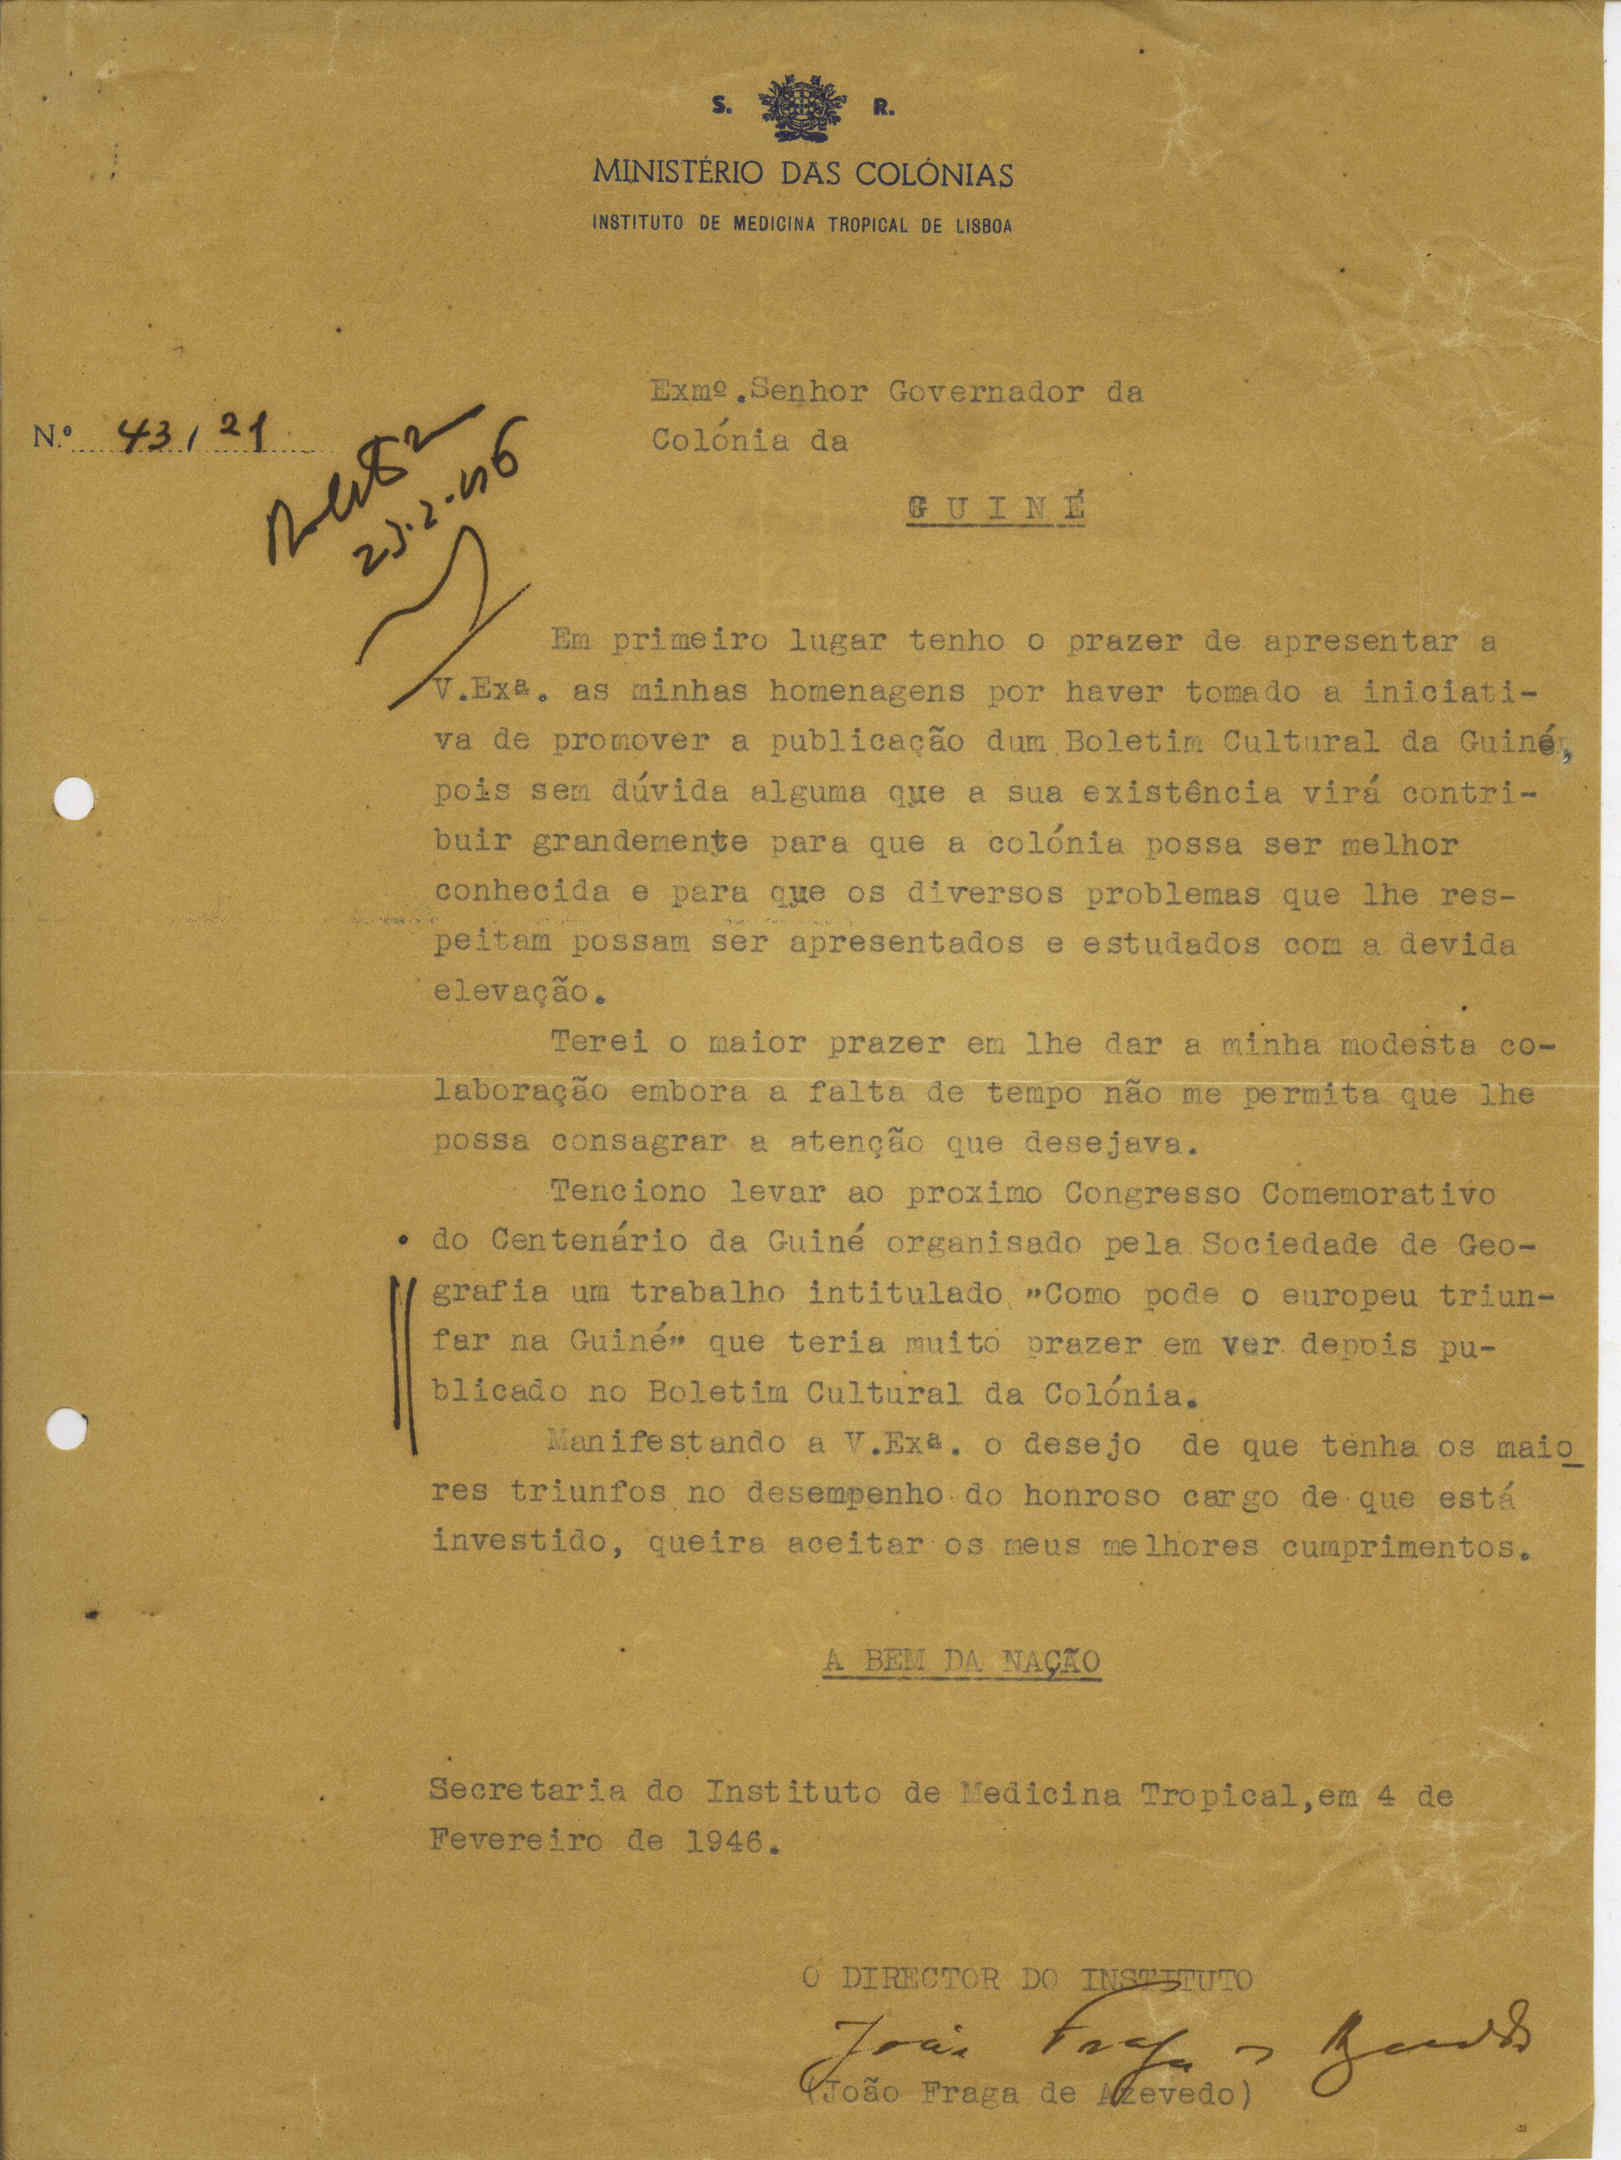 S. R.
MINISTÉRIO DAS COLÓNIAS
INSTITUTO DE MEDICINA TROPICAL DE LISBOA
Exmº.Senhor Governador da
N.º 43, 21
Colónia da
GUINÉ
23.2.46
Em primeiro lugar tenho o prazer de apresentar a
V.Exª. as minhas homenagens por haver tomado a iniciati-
va de promover a publicação dum Boletim Cultural da Guiné,
pois sem dúvida alguma que a sua existência virá contri-
buir grandemente para que a colónia possa ser melhor
conhecida e para que os diversos problemas que lhe res-
peitam possam ser apresentados e estudados com a devida
elevação.
Terei o maior prazer em lhe dar a minha modesta co-
laboração embora a falta de tempo não me permita que lhe
possa consagrar a atenção que desejava.
Tenciono levar ao proximo Congresso Comemorativo
do Centenário da Guiné organisado pela Sociedade de Geo-
grafia um trabalho intitulado "Como pode o europeu triun-
far na Guiné" que teria muito prazer em ver depois pu-
blicado no Boletim Cultural da Colónia.
Manifestando a V.Exª. o desejo de que tenha os maio
res triunfos no desempenho do honroso cargo de que está
investido, queira aceitar os meus melhores cumprimentos.
A BEM DA NAÇÃO
Secretaria do Instituto de Medicina Tropical,em 4 de
Fevereiro de 1946.
O DIRECTOR DO INSTITUTO
João Fraga de Azevedo
(João Fraga de Azevedo)